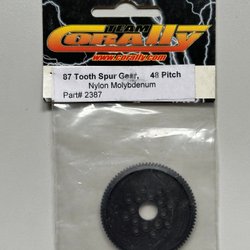 TEAM
CORALLY
www.corally.com
87 Tooth Spur Gear, 48 Pitch
Nylon Molybdenum
Part# 2387